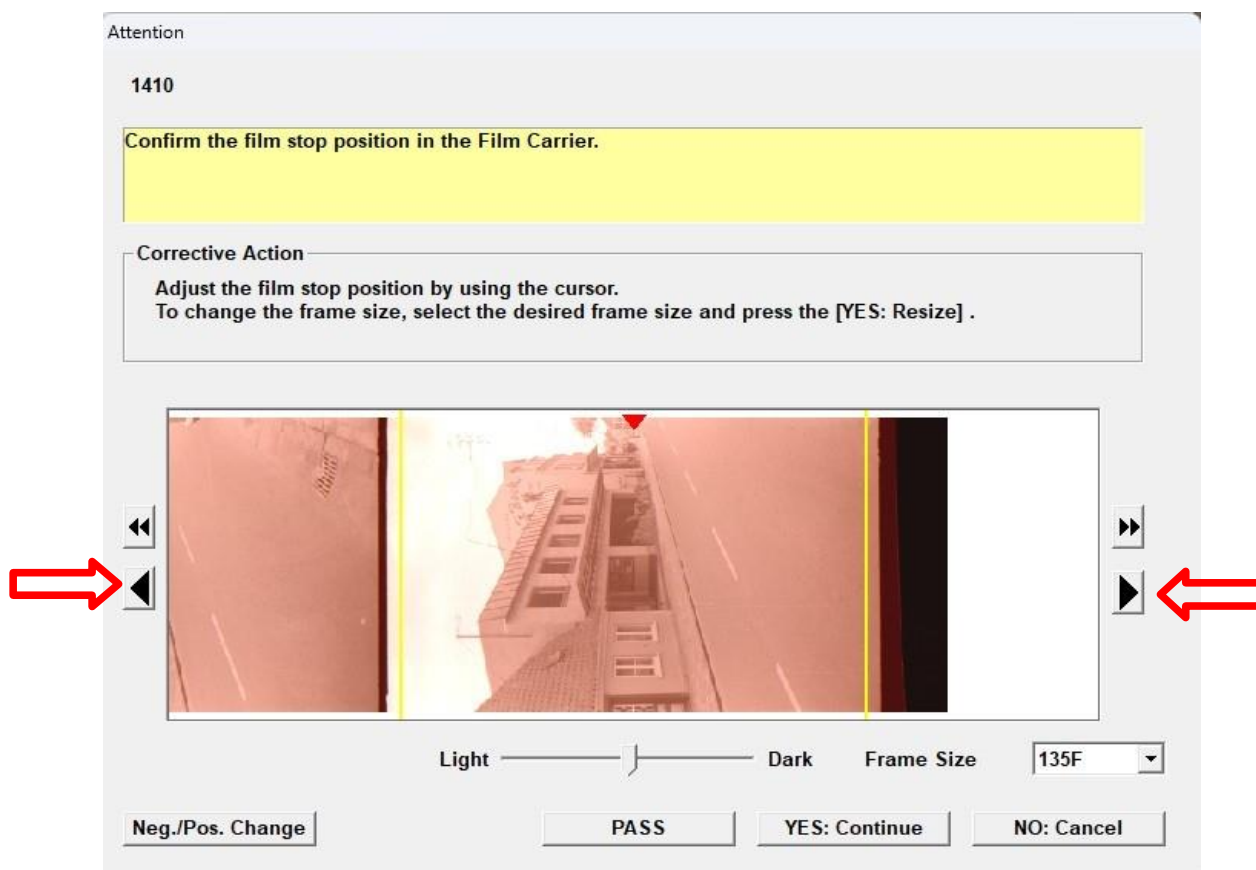 Attention
1410
Confirm the film stop position in the Film Carrier.
Corrective Action
Adjust the film stop position by using the cursor.
To change the frame size, select the desired frame size and press the [YES: Resize] .
Light
Dark
Frame Size
135F
Neg./Pos. Change
PASS
YES: Continue
NO: Cancel